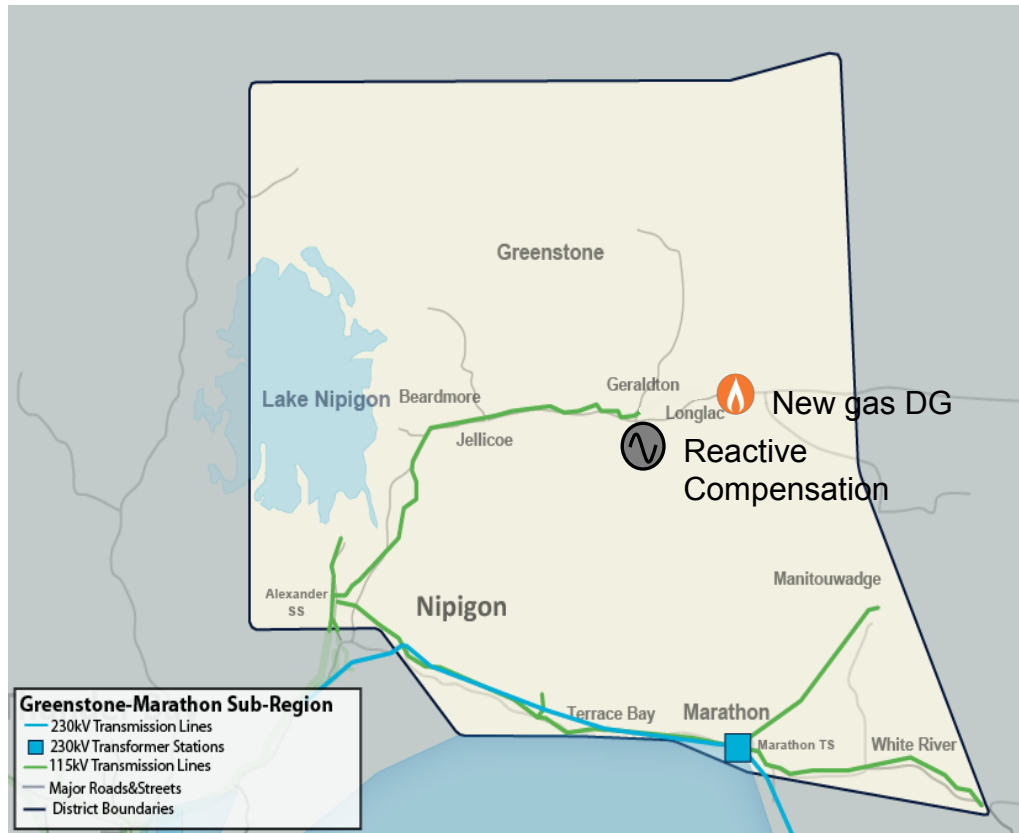 Greenstone
Geraldton
Lake Nipigon
Beardmore
Longlac
New gas DG
Jellicoe
Reactive
Compensation
Manitouwadge
Alexander
SS
Nipigon
Terrace Bay
Marathon
Marathon TS
White River
Greenstone-Marathon Sub-Region
230kV Transmission Lines
230kV Transformer Stations
115kV Transmission Lines
Major Roads&Streets
District Boundaries